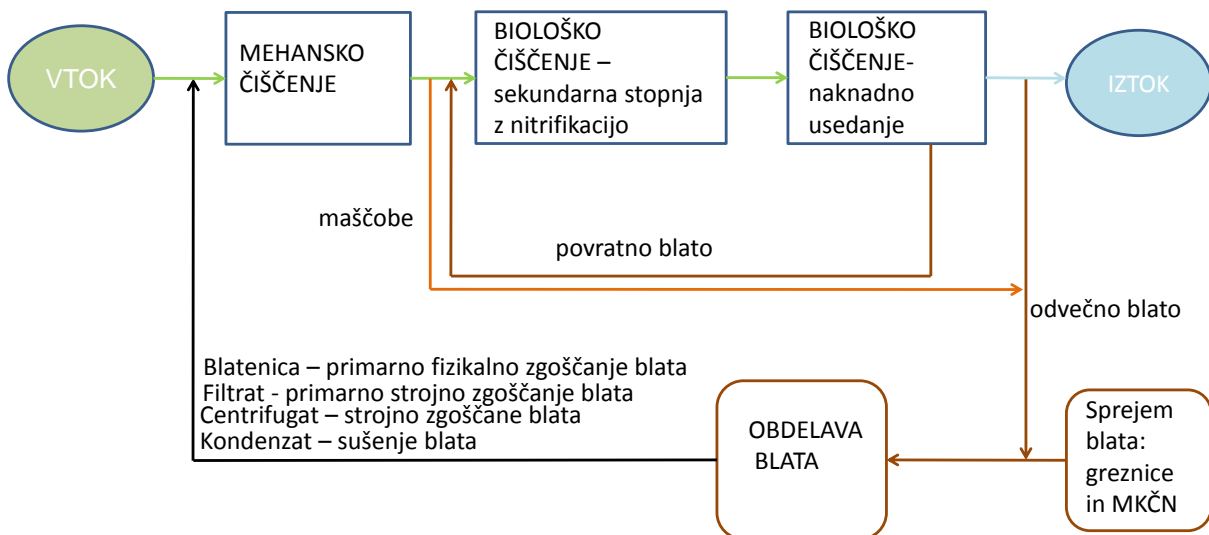 VTOK
MEHANSKO
ČIŠČENJE
BIOLOŠKO
ČIŠČENJE –
sekundarna stopnja
z nitrifikacijo
BIOLOŠKO
ČIŠČENJE-
naknadno
usedanje
IZTOK
maščobe
povratno blato
odvečno blato
Blatenica – primarno fizikalno zgoščanje blata
Filtrat - primarno strojno zgoščanje blata
Centrifugat – strojno zgoščane blata
Kondenzat – sušenje blata
OBDELAVA
BLATA
Sprejem
blata:
greznice
in MKČN